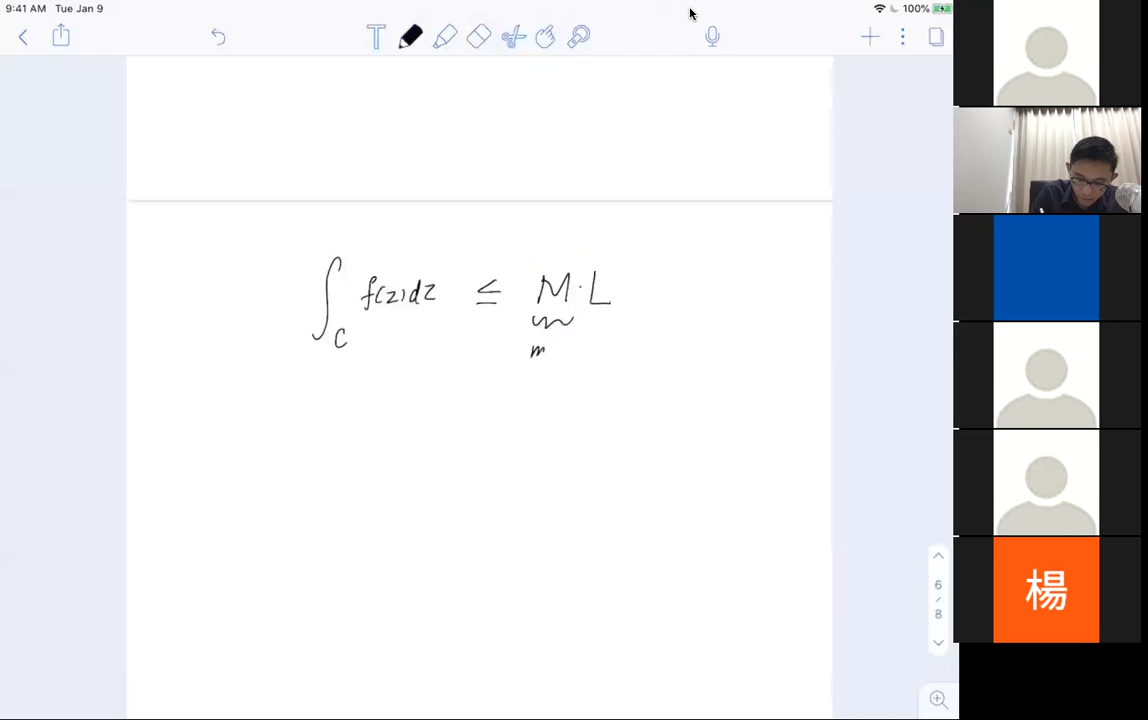 9:41 AM Tue Jan 9
100%
T
∫_C f(z)dz ≤ M·L
m
6
/
8
楊